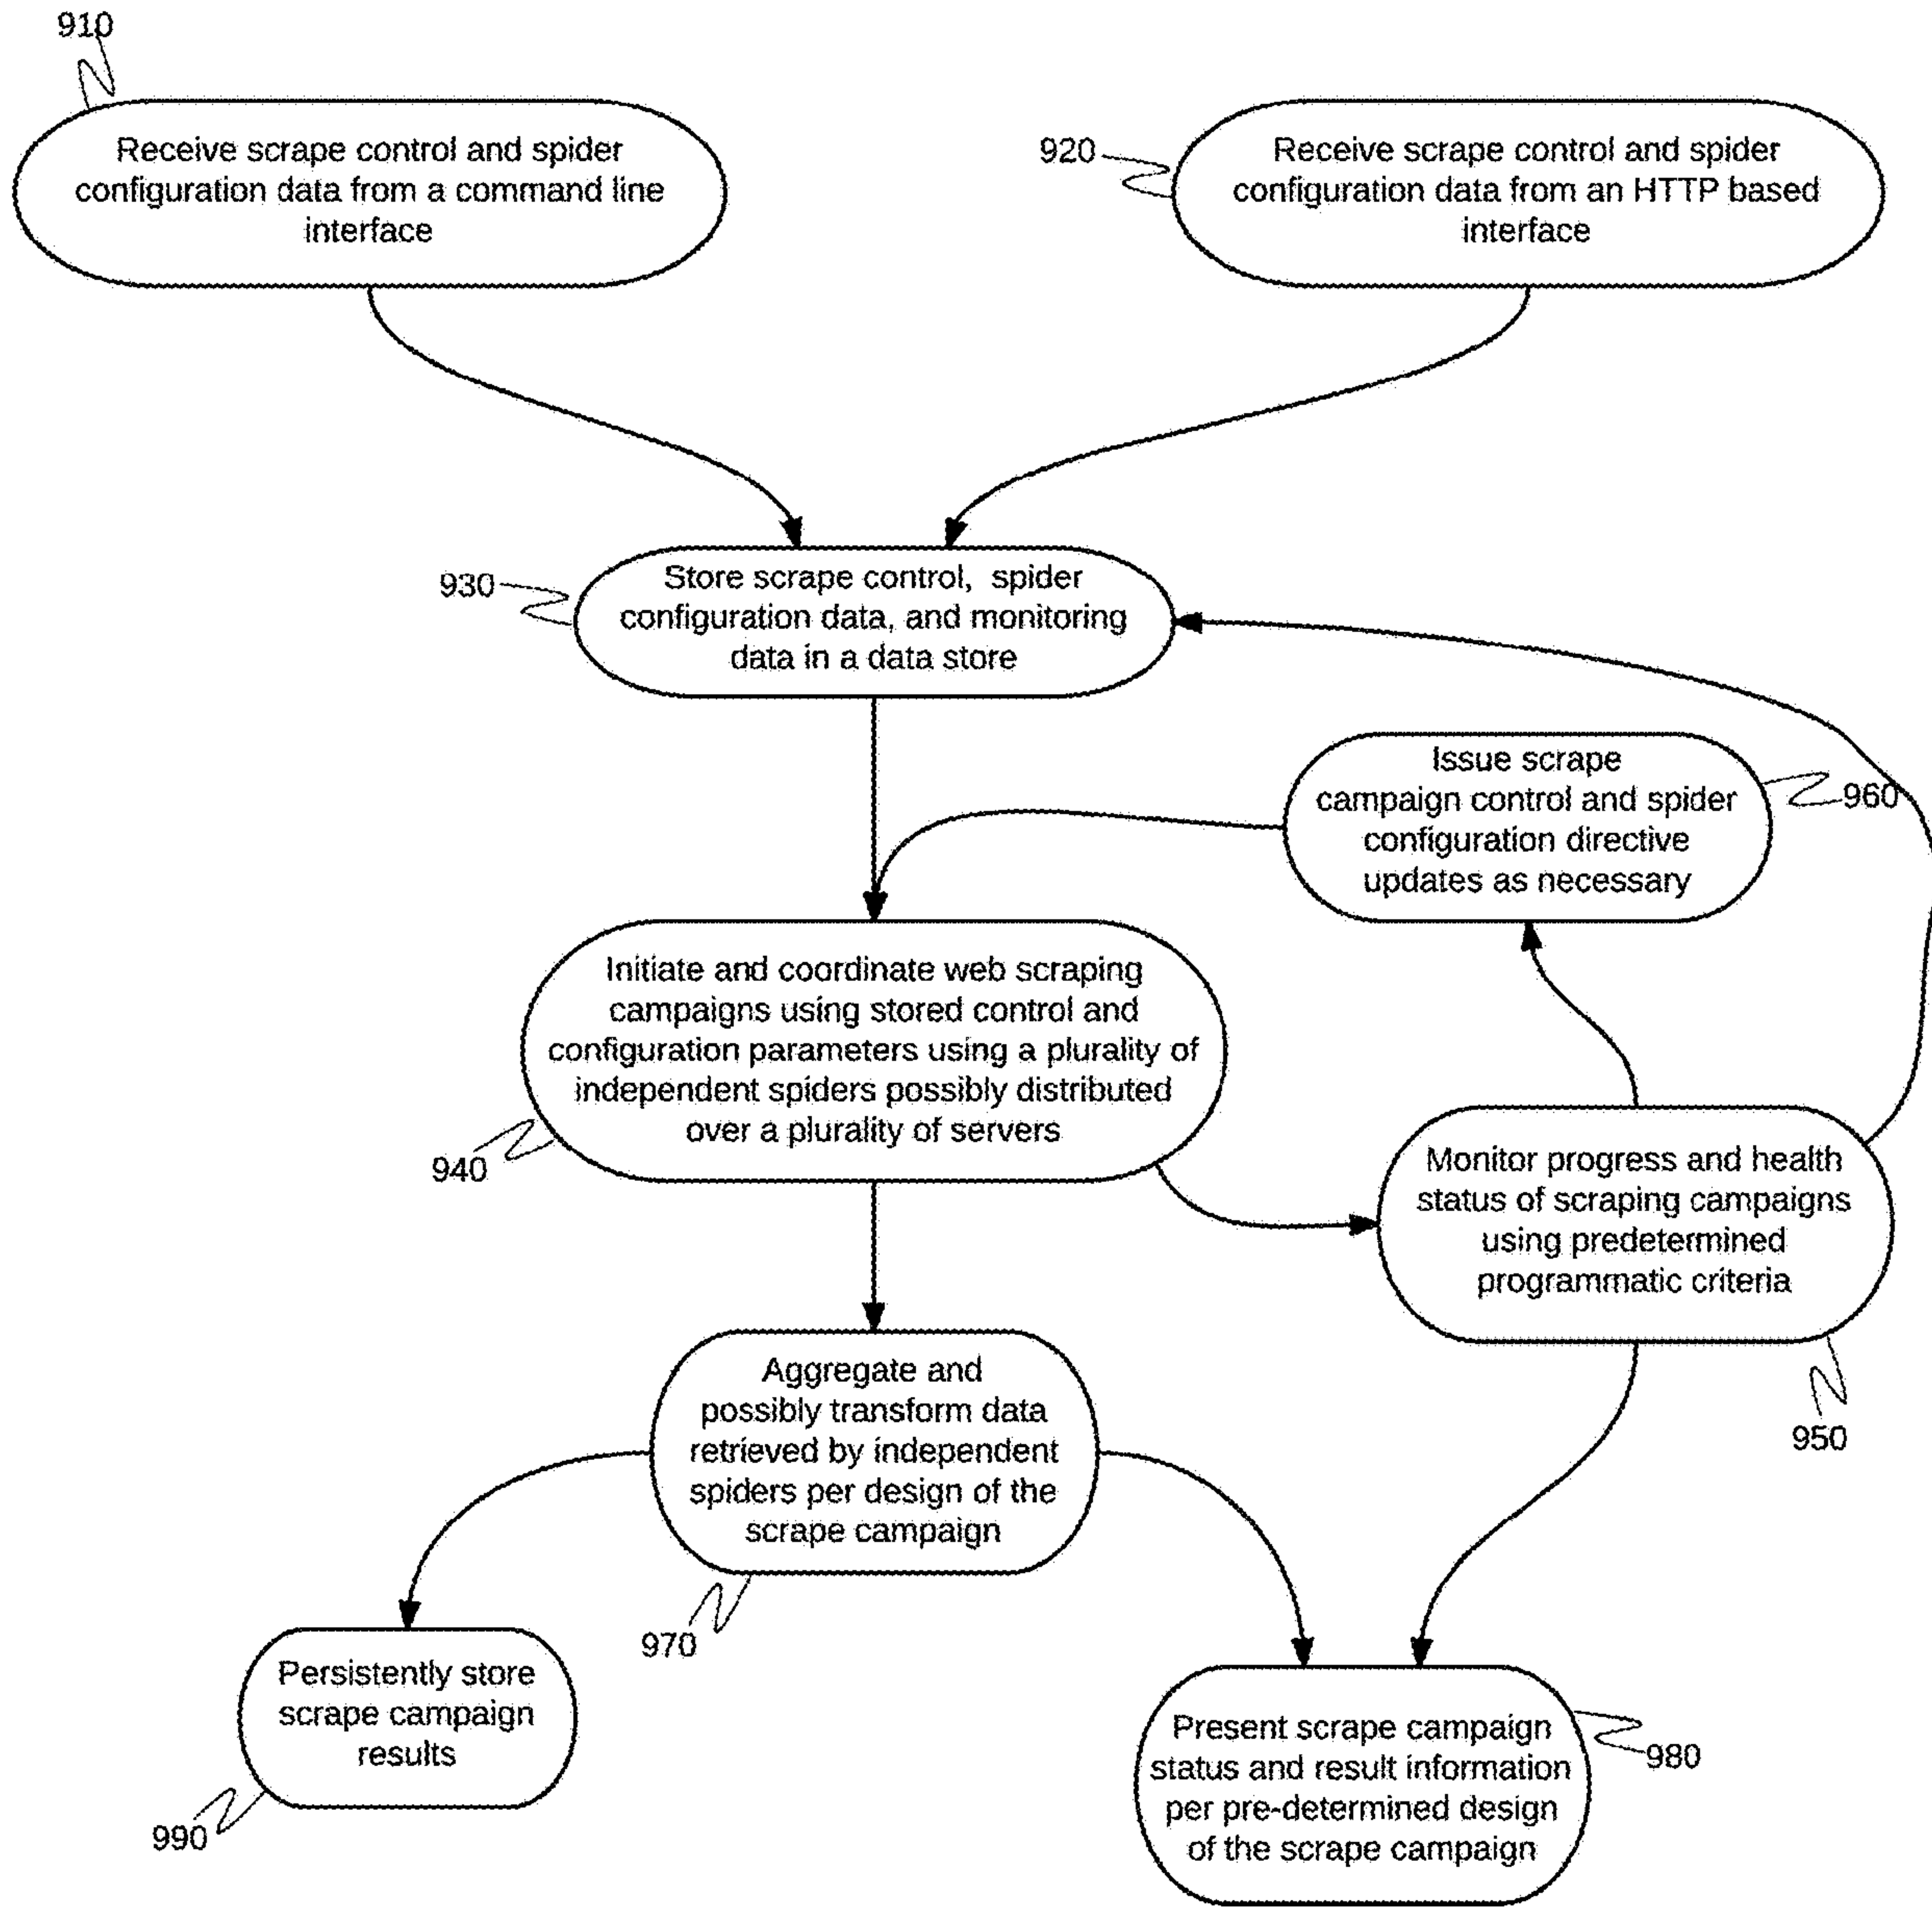 910
Receive scrape control and spider
configuration data from a command line
interface
920
Receive scrape control and spider
configuration data from an HTTP based
interface
930
Store scrape control, spider
configuration data, and monitoring
data in a data store
Issue scrape
campaign control and spider
configuration directive
updates as necessary
960
Initiate and coordinate web scraping
campaigns using stored control and
configuration parameters using a plurality of
independent spiders possibly distributed
over a plurality of servers
940
Monitor progress and health
status of scraping campaigns
using predetermined
programmatic criteria
950
Aggregate and
possibly transform data
retrieved by independent
spiders per design of the
scrape campaign
970
Persistently store
scrape campaign
results
990
Present scrape campaign
status and result information
per pre-determined design
of the scrape campaign
980